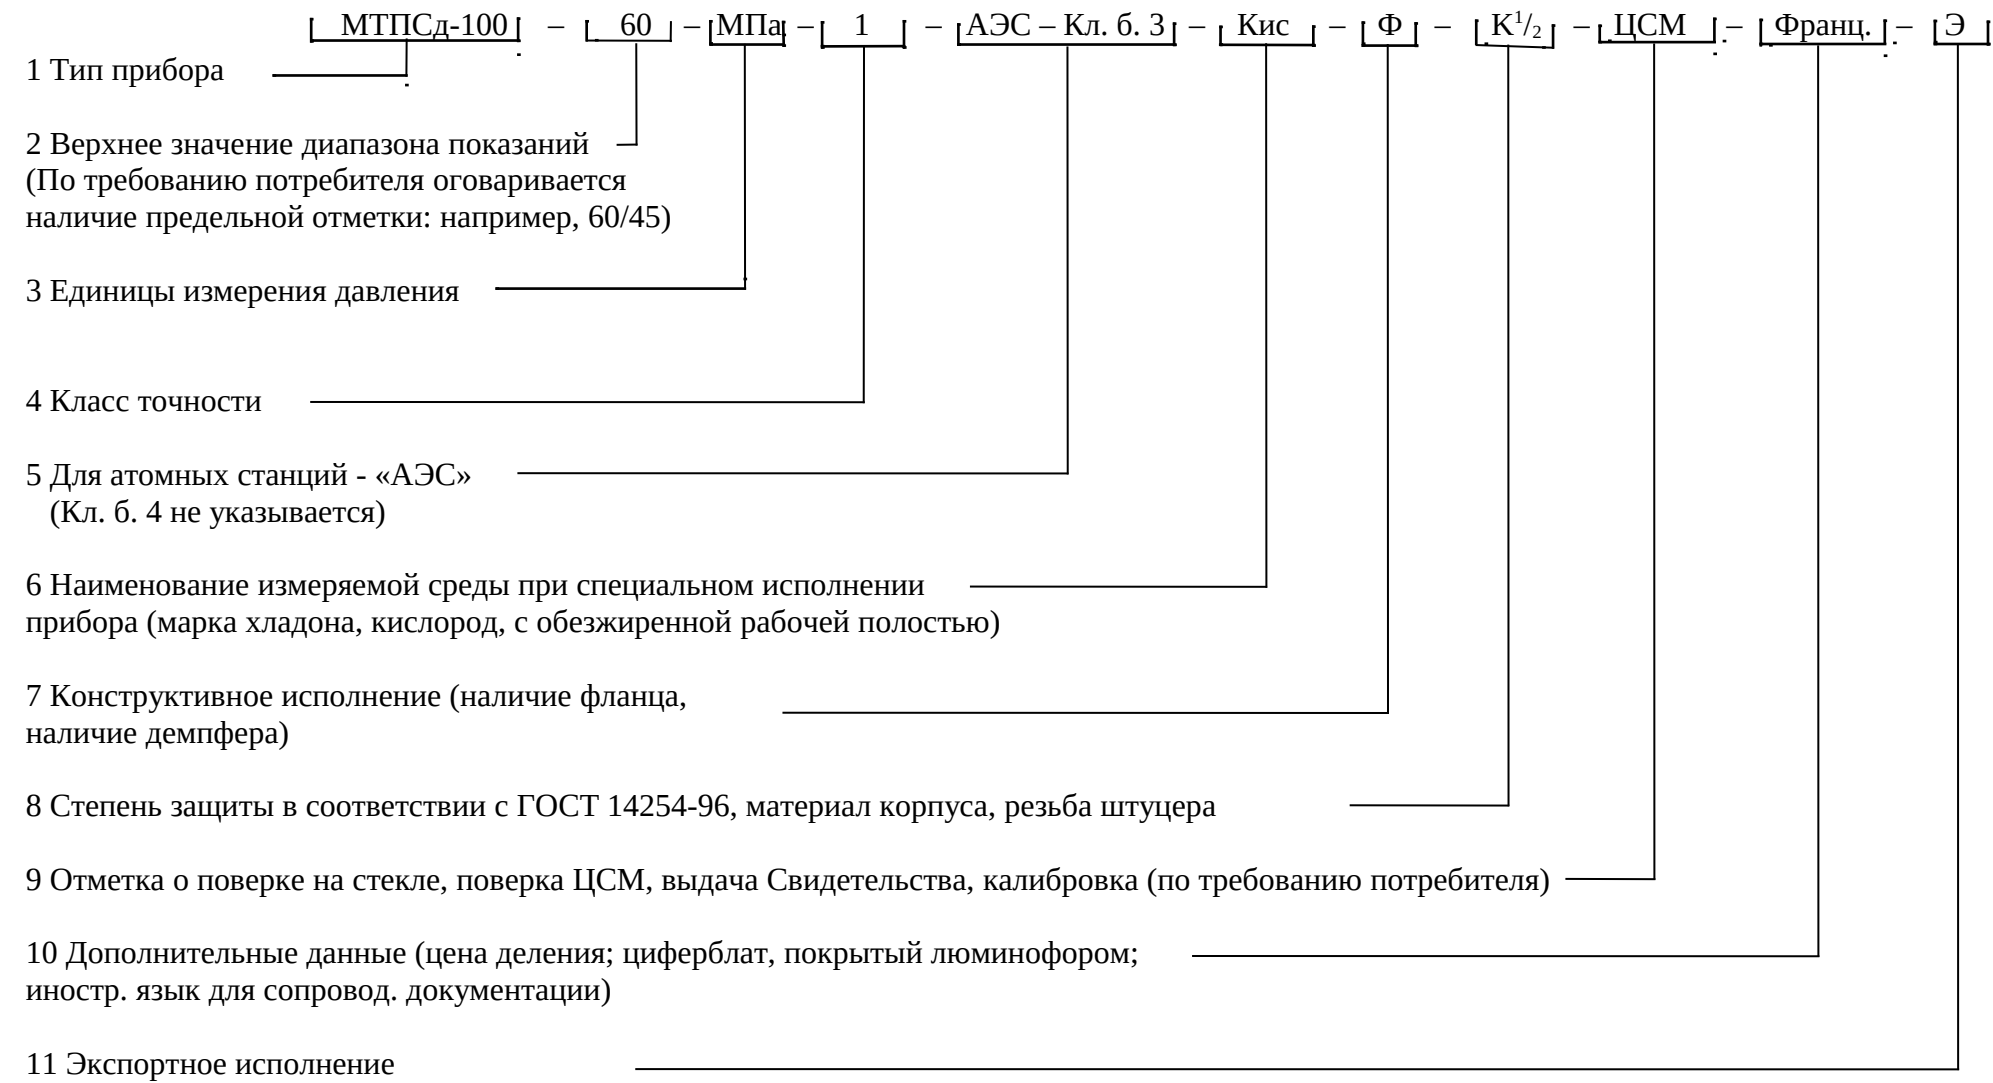 МТПСд-100 – 60 – МПа – 1 – АЭС – Кл. б. 3 – Кис – Ф – К¹/₂ – ЦСМ – Франц. – Э
1 Тип прибора
2 Верхнее значение диапазона показаний
(По требованию потребителя оговаривается
наличие предельной отметки: например, 60/45)
3 Единицы измерения давления
4 Класс точности
5 Для атомных станций - «АЭС»
(Кл. б. 4 не указывается)
6 Наименование измеряемой среды при специальном исполнении
прибора (марка хладона, кислород, с обезжиренной рабочей полостью)
7 Конструктивное исполнение (наличие фланца,
наличие демпфера)
8 Степень защиты в соответствии с ГОСТ 14254-96, материал корпуса, резьба штуцера
9 Отметка о поверке на стекле, поверка ЦСМ, выдача Свидетельства, калибровка (по требованию потребителя)
10 Дополнительные данные (цена деления; циферблат, покрытый люминофором;
иностр. язык для сопровод. документации)
11 Экспортное исполнение